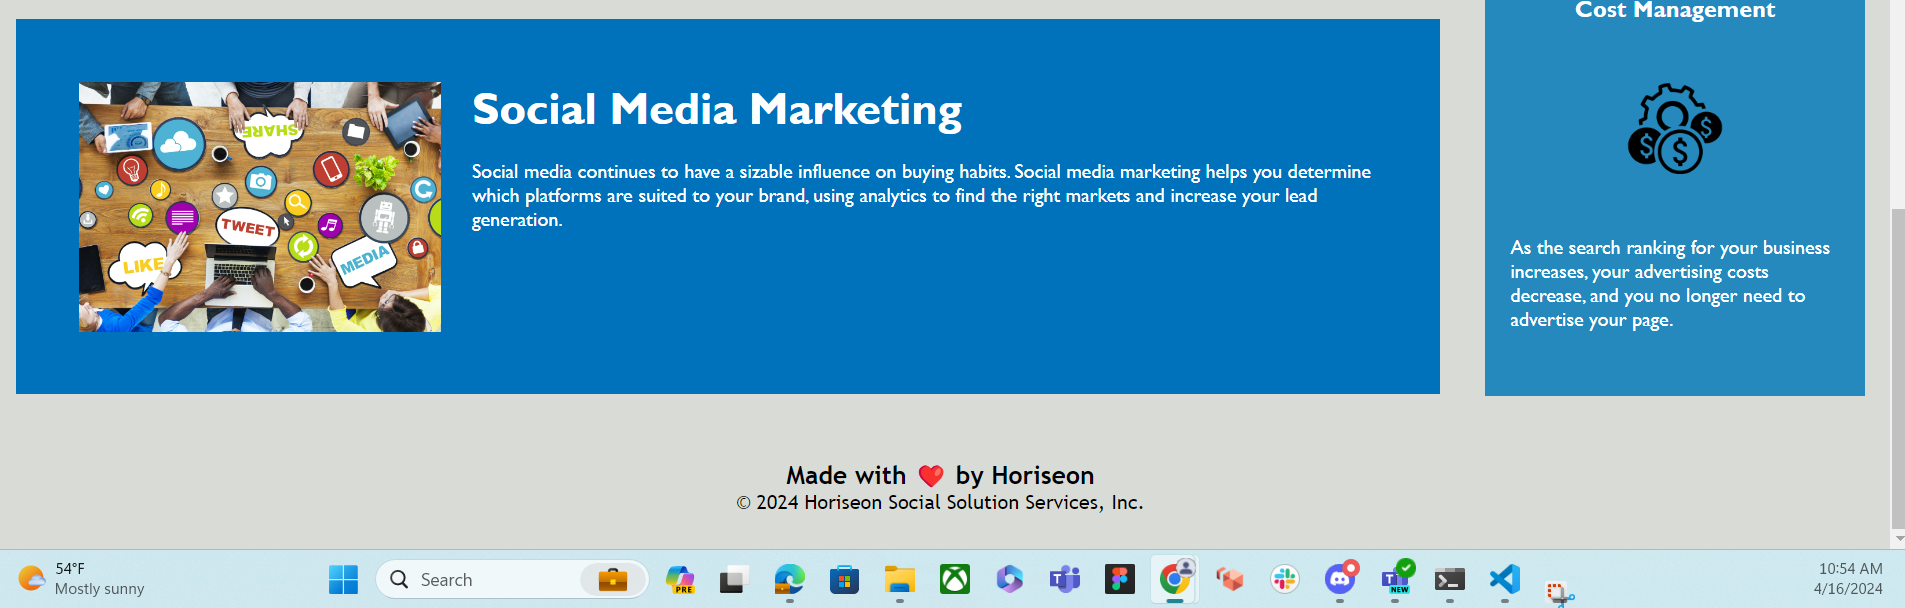 Cost Management
Social Media Marketing
Social media continues to have a sizable influence on buying habits. Social media marketing helps you determine
which platforms are suited to your brand, using analytics to find the right markets and increase your lead
generation.
SHARE
TWEET
LIKE
MEDIA
$
$
$
As the search ranking for your business
increases, your advertising costs
decrease, and you no longer need to
advertise your page.
Made with ❤️ by Horiseon
© 2024 Horiseon Social Solution Services, Inc.
54°F
Mostly sunny
Search
PRE
NEW
10:54 AM
4/16/2024